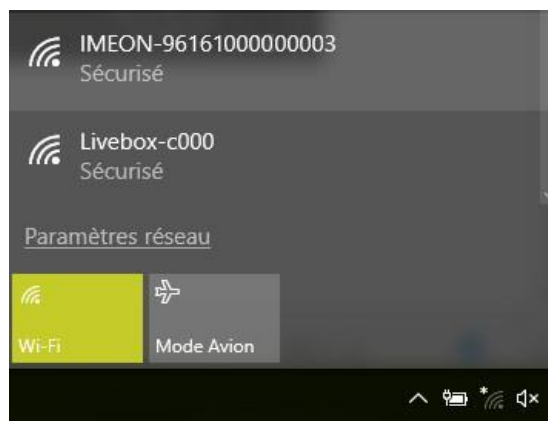 IMEON-96161000000003
Sécurisé
Livebox-c000
Sécurisé
Paramètres réseau
Wi-Fi
Mode Avion